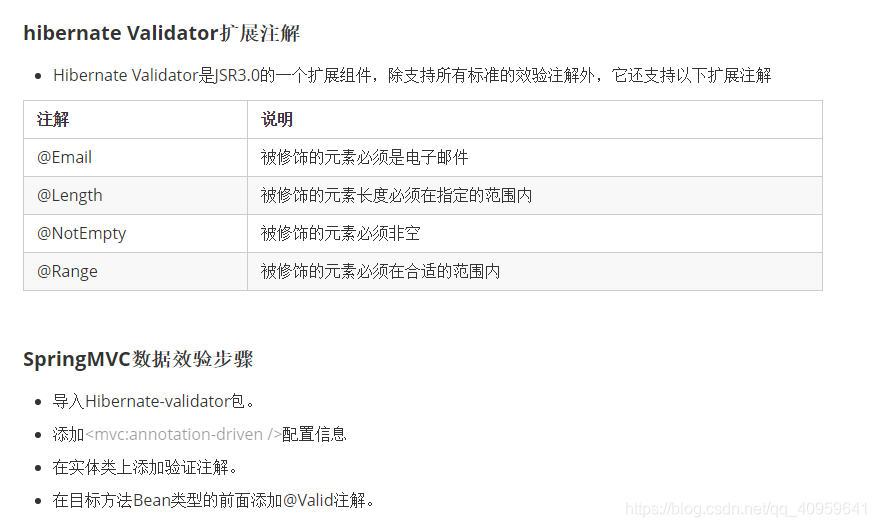 hibernate Validator扩展注解
Hibernate Validator是JSR3.0的一个扩展组件，除支持所有标准的效验注解外，它还支持以下扩展注解
注解 说明
@Email 被修饰的元素必须是电子邮件
@Length 被修饰的元素长度必须在指定的范围内
@NotEmpty 被修饰的元素必须非空
@Range 被修饰的元素必须在合适的范围内
SpringMVC数据效验步骤
导入Hibernate-validator包。
添加<mvc:annotation-driven />配置信息
在实体类上添加验证注解。
在目标方法Bean类型的前面添加@Valid注解。
https://blog.csdn.net/qq_40959641